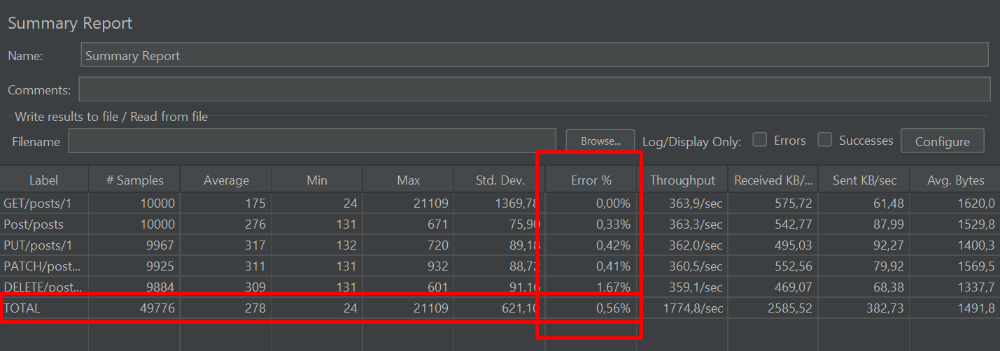 Summary Report
Name: Summary Report
Comments:
Write results to file / Read from file
Filename Browse... Log/Display Only: Errors Successes Configure
Label # Samples Average Min Max Std. Dev. Error % Throughput Received KB/... Sent KB/sec Avg. Bytes
GET/posts/1 10000 175 24 21109 1369,78 0,00% 363,9/sec 575,72 61,48 1620,0
Post/posts 10000 276 131 671 75,90 0,33% 363,3/sec 542,77 87,99 1529,8
PUT/posts/1 9967 317 132 720 89,18 0,42% 362,0/sec 495,03 92,27 1400,3
PATCH/post... 9925 311 131 932 88,72 0,41% 360,5/sec 552,56 79,92 1569,5
DELETE/post... 9884 309 131 601 91,16 1,67% 359,1/sec 469,07 68,38 1337,7
TOTAL 49776 278 24 21109 621,10 0,56% 1774,8/sec 2585,52 382,73 1491,8